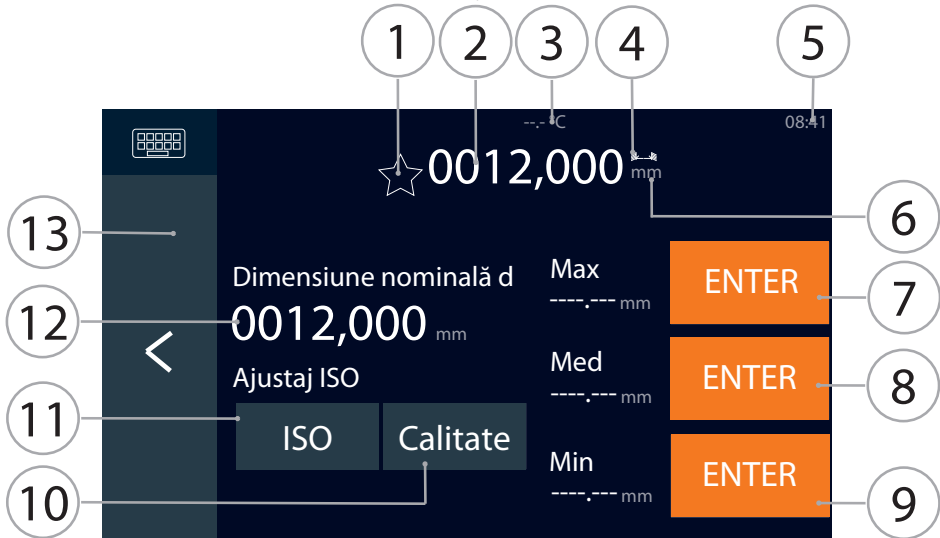 1 2 3 4 5
--.- °C 08:41
0012,000 mm
6
13
Dimensiune nominală d
Max
----.--- mm
ENTER
7
12
0012,000 mm
Ajustaj ISO
Med
----.--- mm
ENTER
8
11
ISO Calitate
Min
----.--- mm
ENTER
10
9